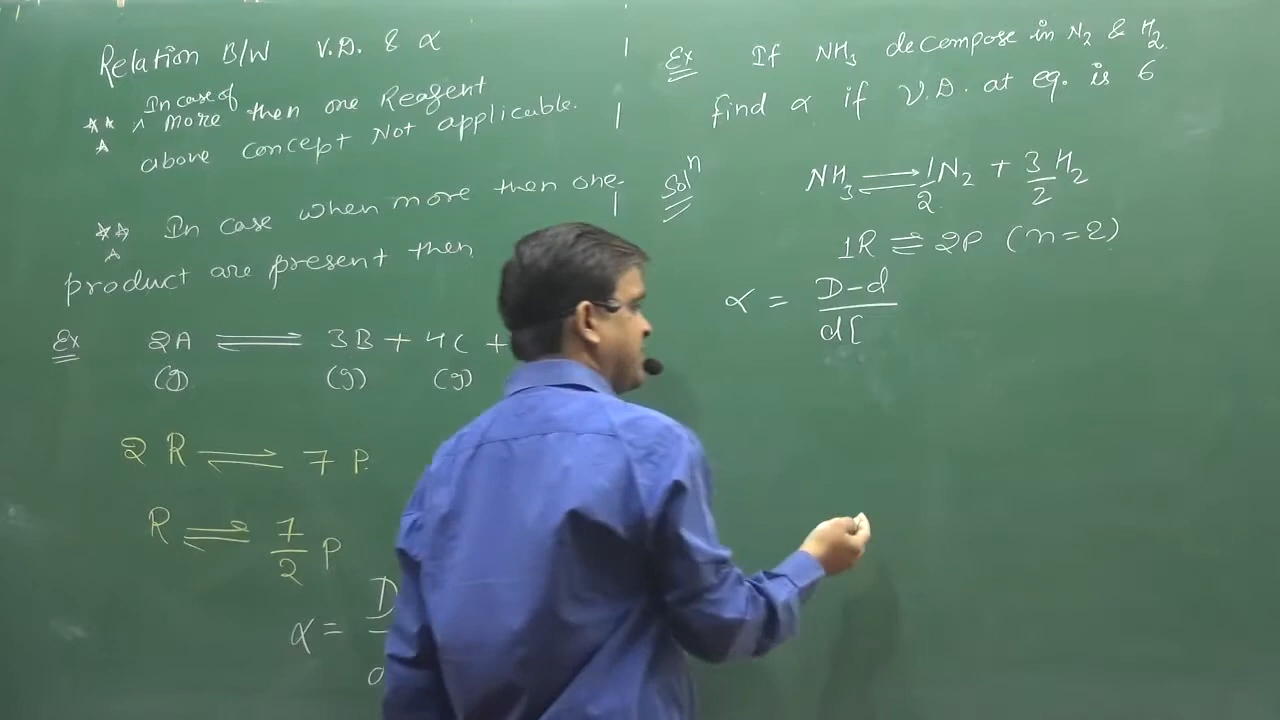 Relation B/W V.D. & α
In case of
** ^ more then one Reagent
*
above concept Not applicable.
** In case when more then one
*
product are present then
Ex 2A ⇌ 3B + 4C +
(g) (g) (g)
2 R ⇌ 7 P.
R ⇌ 7/2 P
α = D
Ex If NH₃ decompose in N₂ & H₂.
find α if V.D. at eq. is 6
Solⁿ
NH₃ ⇌ 1/2 N₂ + 3/2 H₂
1R ⇌ 2P (n=2)
α = D-d
d[